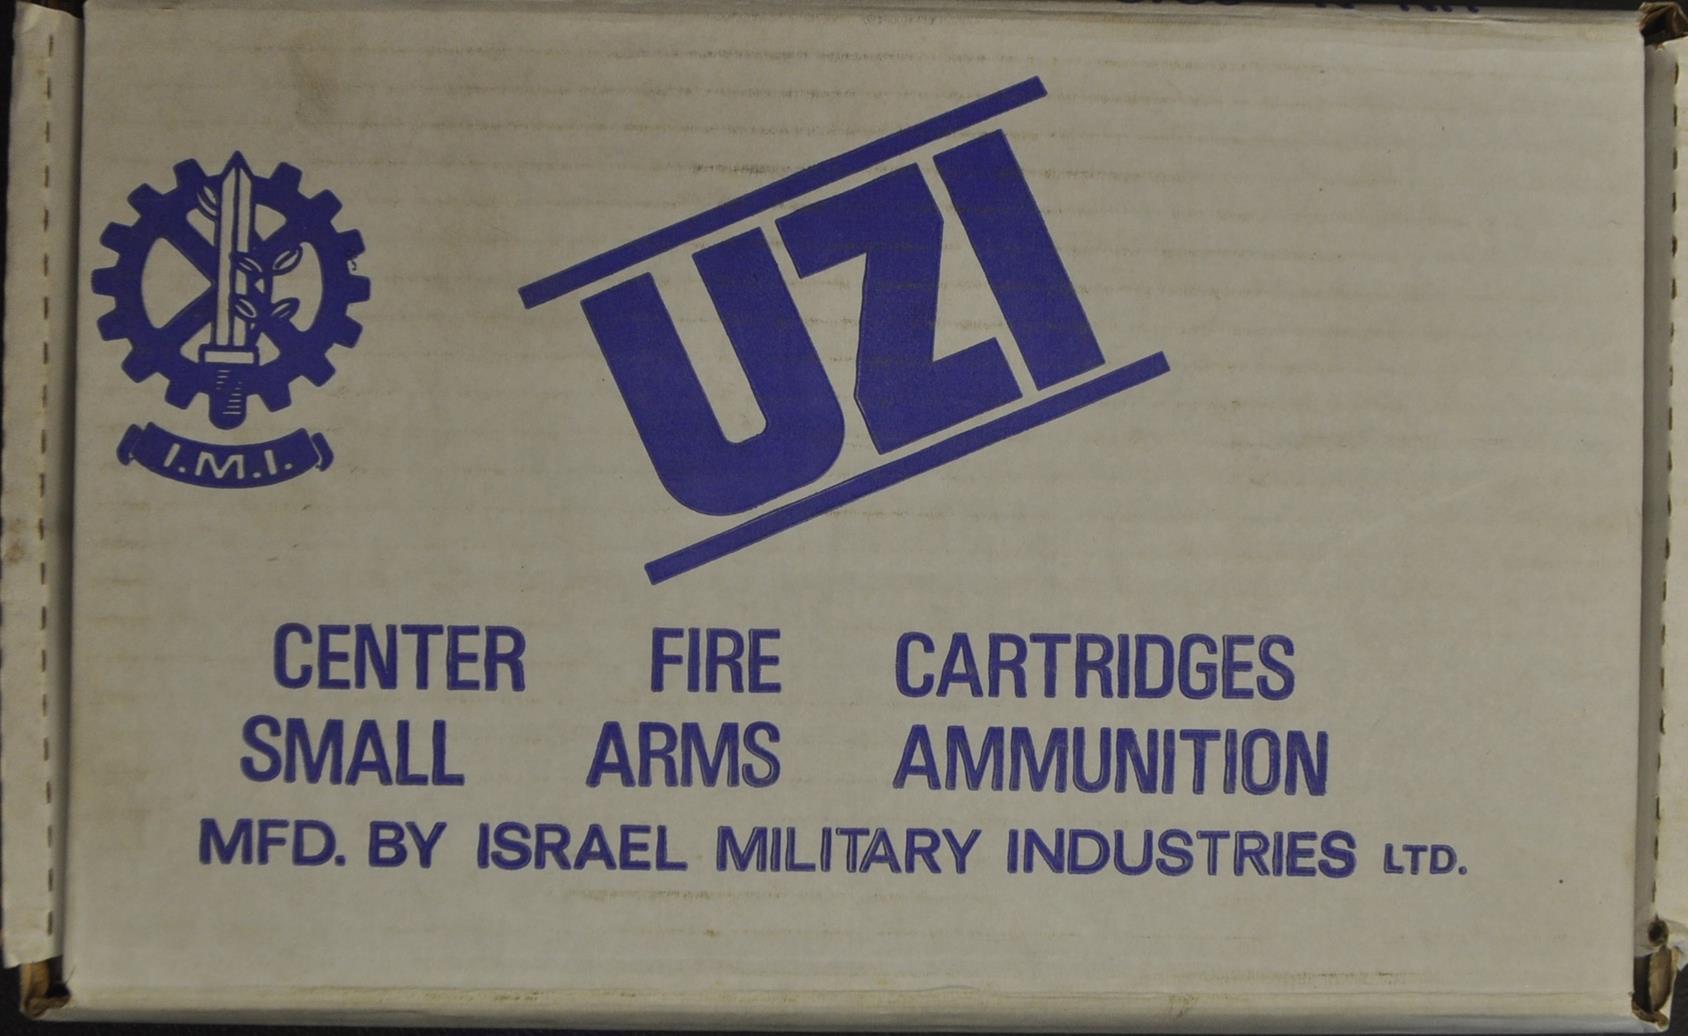 UZI
I.M.I.
CENTER FIRE CARTRIDGES
SMALL ARMS AMMUNITION
MFD. BY ISRAEL MILITARY INDUSTRIES LTD.